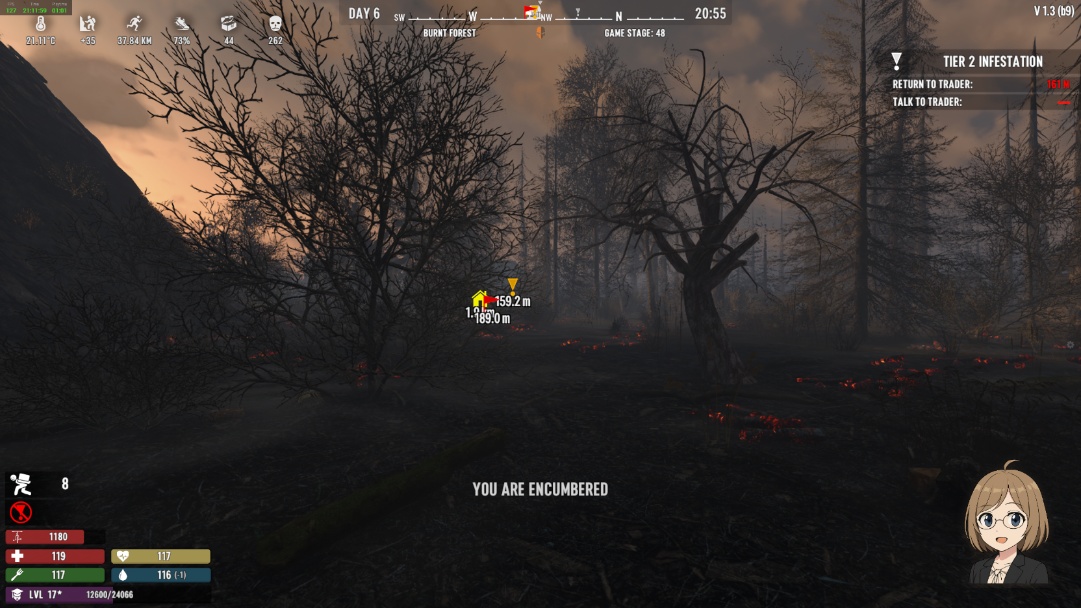 21.11°C
+35
37.84 KM
73%
44
262
DAY 6
SW
W
NW
N
20:55
BURNT FOREST
GAME STAGE: 48
V 1.3 (b9)
TIER 2 INFESTATION
RETURN TO TRADER:
TALK TO TRADER:
159.2 m
189.0 m
YOU ARE ENCUMBERED
8
1180
119
117
117
116 (-1)
LVL 17*
12600/24066